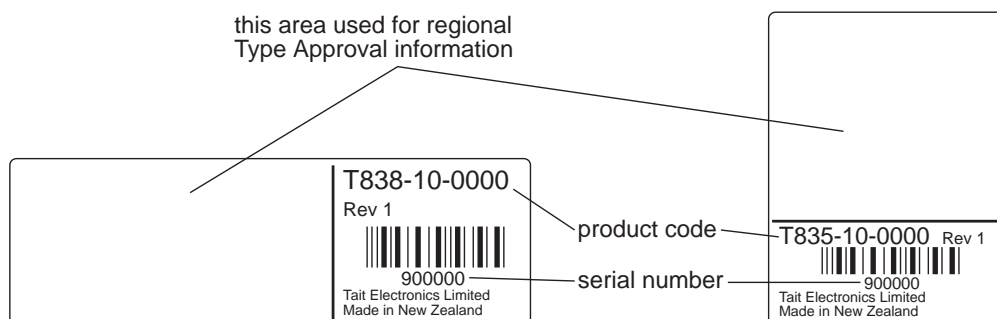 this area used for regional
Type Approval information
T838-10-0000
Rev 1
900000
Tait Electronics Limited
Made in New Zealand
product code
serial number
T835-10-0000 Rev 1
900000
Tait Electronics Limited
Made in New Zealand